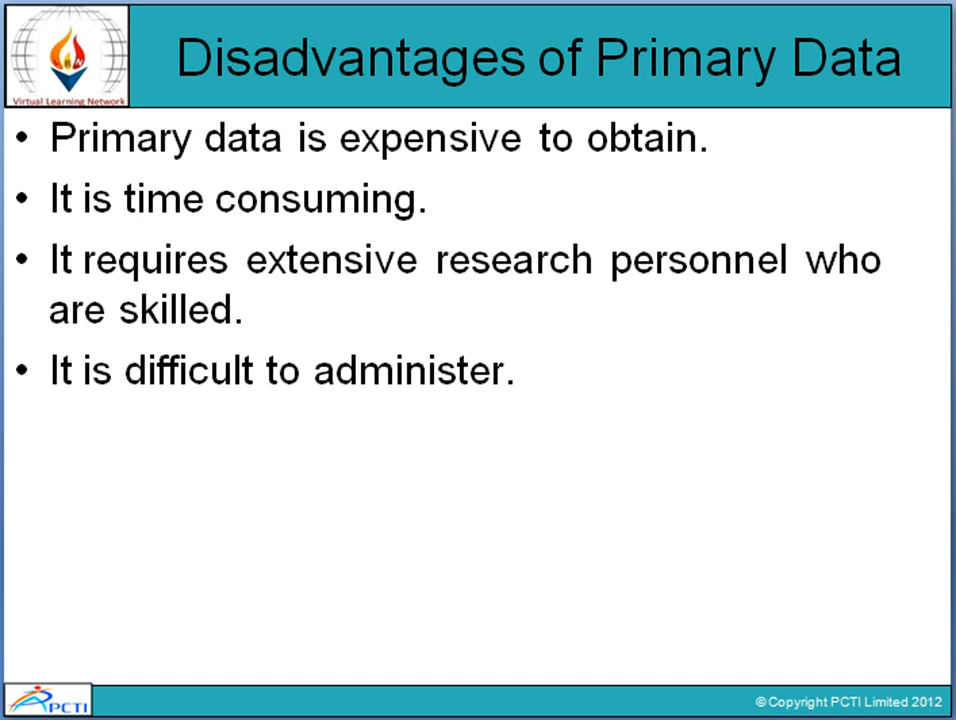 Virtual Learning Network
Disadvantages of Primary Data
• Primary data is expensive to obtain.
• It is time consuming.
• It requires extensive research personnel who
are skilled.
• It is difficult to administer.
PCTI
© Copyright PCTI Limited 2012